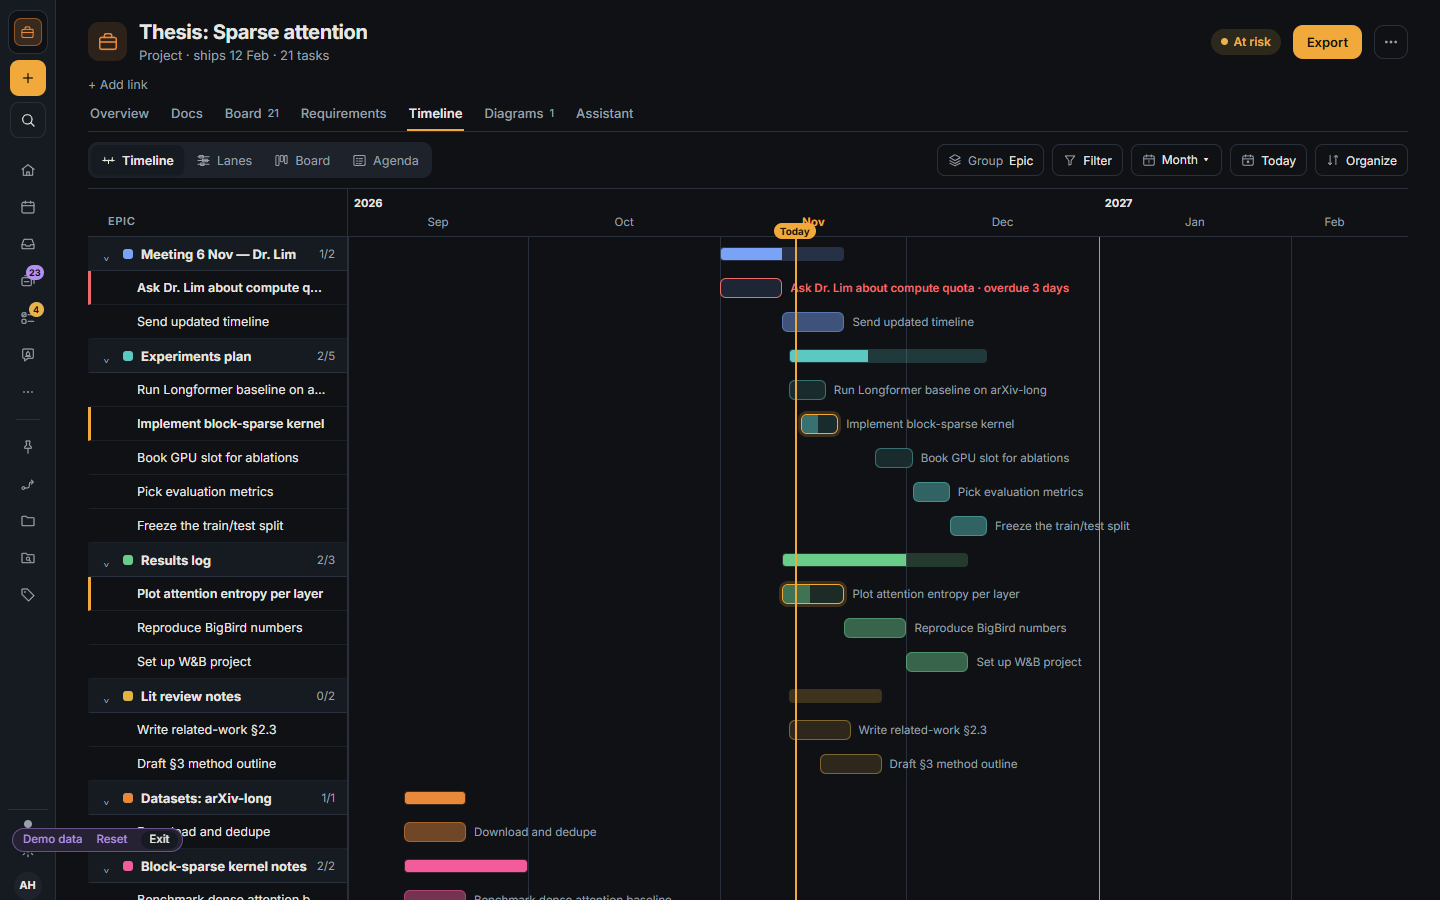 Thesis: Sparse attention
Project · ships 12 Feb · 21 tasks
At risk
Export
+ Add link
Overview
Docs
Board 21
Requirements
Timeline
Diagrams 1
Assistant
Timeline
Lanes
Board
Agenda
Group Epic
Filter
Month
Today
Organize
2026
2027
EPIC
Sep
Oct
Nov
Dec
Jan
Feb
Today
Meeting 6 Nov — Dr. Lim 1/2
Ask Dr. Lim about compute q...
Ask Dr. Lim about compute quota · overdue 3 days
Send updated timeline
Send updated timeline
Experiments plan 2/5
Run Longformer baseline on a...
Run Longformer baseline on arXiv-long
Implement block-sparse kernel
Implement block-sparse kernel
Book GPU slot for ablations
Book GPU slot for ablations
Pick evaluation metrics
Pick evaluation metrics
Freeze the train/test split
Freeze the train/test split
Results log 2/3
Plot attention entropy per layer
Plot attention entropy per layer
Reproduce BigBird numbers
Reproduce BigBird numbers
Set up W&B project
Set up W&B project
Lit review notes 0/2
Write related-work §2.3
Write related-work §2.3
Draft §3 method outline
Draft §3 method outline
Datasets: arXiv-long 1/1
and dedupe
Download and dedupe
Block-sparse kernel notes 2/2
Benchmark dense attention b...
Benchmark dense attention baseline
23
4
Demo data
Reset
Exit
AH